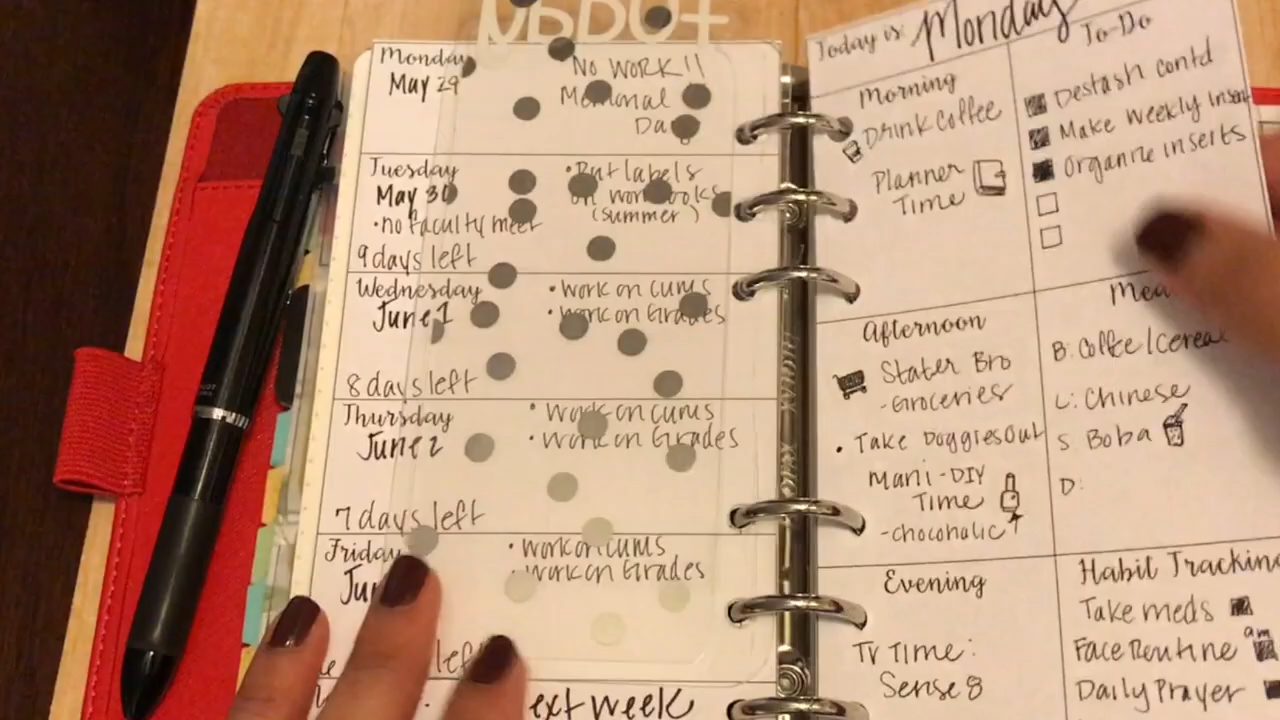 Monday
May 29
No Work!!
Memorial
Day
Tuesday
May 30
• no faculty meet
9 days left
• Put labels
on workbooks
(summer)
Wednesday
June 1
8 days left
• work on cums
• work on Grades
Thursday
June 2
7 days left
• Work on cums
• Work on Grades
Friday
• work on cums
• work on Grades
left
ext week
Today is: Monday
Morning
Drink Coffee
Planner
Time
To-Do
Destash contd
Make Weekly Insert
Organize inserts
Afternoon
Stater Bro
- Groceries
• Take Doggies Out
Mani - DIY
Time
- chocoholic
B: Coffee/Cereal
L: Chinese
S Boba
D:
Evening
TV Time:
Sense 8
Habit Tracking
Take meds
Face Routine am
Daily Prayer